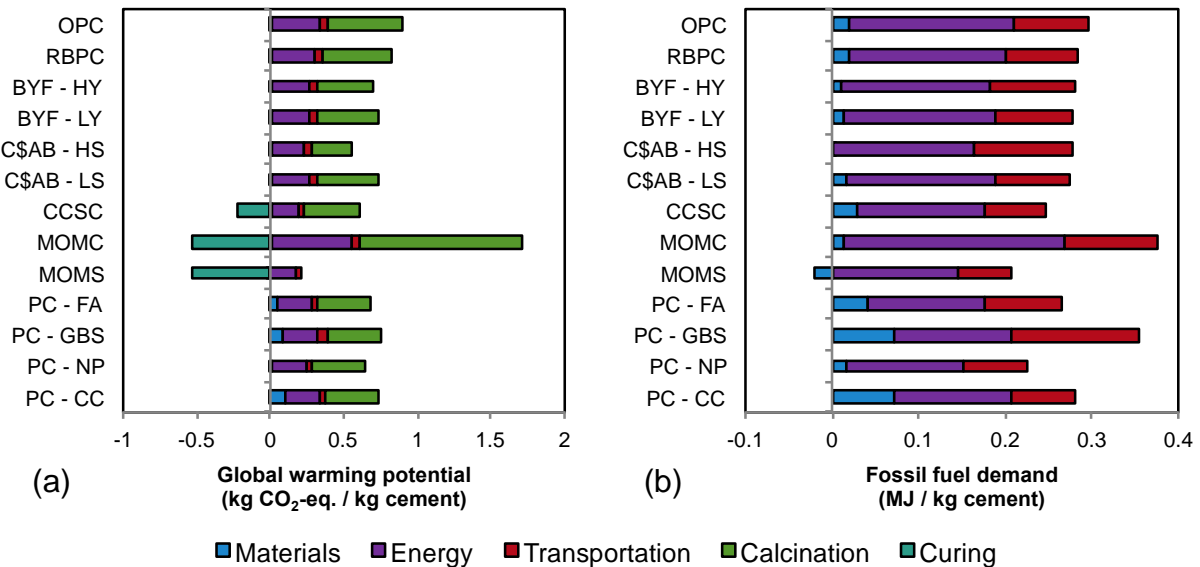 OPC
RBPC
BYF - HY
BYF - LY
C$AB - HS
C$AB - LS
CCSC
MOMC
MOMS
PC - FA
PC - GBS
PC - NP
PC - CC
-1 -0.5 0 0.5 1 1.5 2
(a)
Global warming potential
(kg CO₂-eq. / kg cement)
OPC
RBPC
BYF - HY
BYF - LY
C$AB - HS
C$AB - LS
CCSC
MOMC
MOMS
PC - FA
PC - GBS
PC - NP
PC - CC
-0.1 0 0.1 0.2 0.3 0.4
(b)
Fossil fuel demand
(MJ / kg cement)
Materials Energy Transportation Calcination Curing